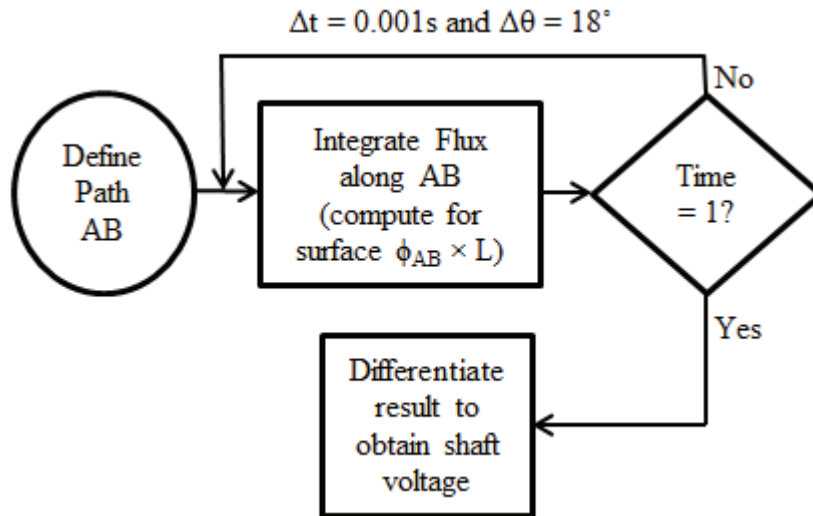 Δt = 0.001s and Δθ = 18˚
No
Define
Path
AB
Integrate Flux
along AB
(compute for
surface ϕAB × L)
Time
= 1?
Yes
Differentiate
result to
obtain shaft
voltage